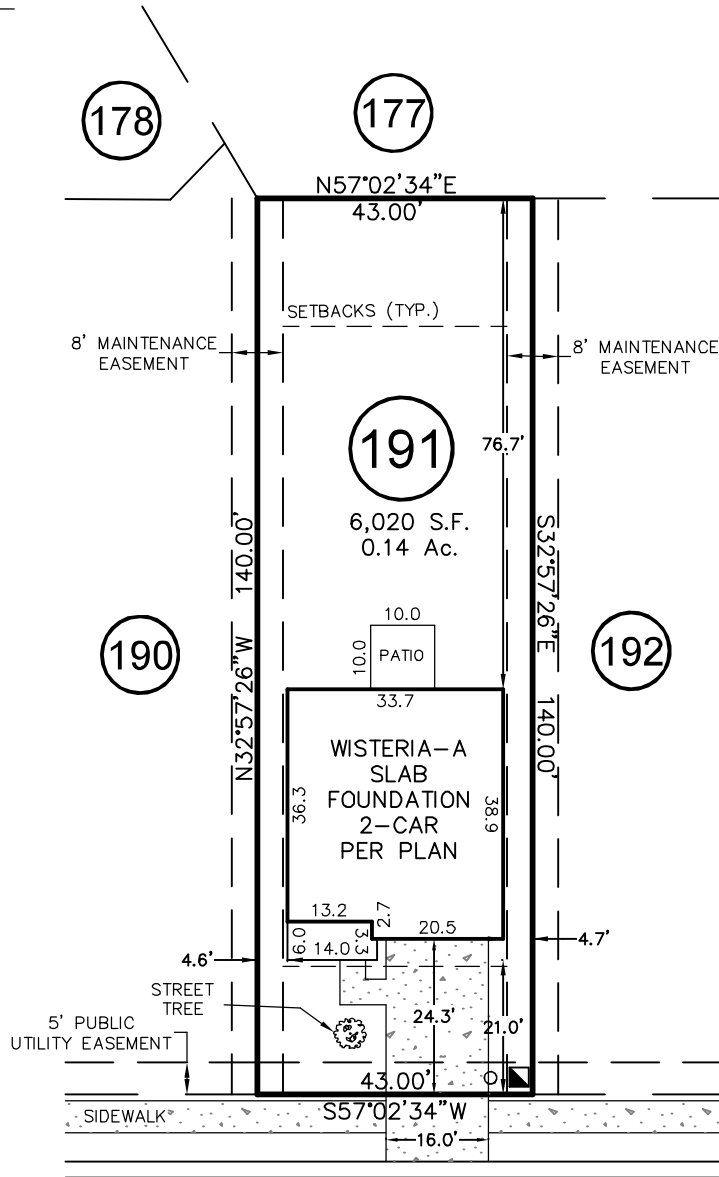 178
177
N57°02'34"E
43.00'
SETBACKS (TYP.)
8' MAINTENANCE
EASEMENT
8' MAINTENANCE
EASEMENT
191
76.7'
6,020 S.F.
0.14 Ac.
N32°57'26"W 140.00'
S32°57'26"E 140.00'
190
192
10.0
10.0
PATIO
33.7
WISTERIA-A
SLAB
FOUNDATION
2-CAR
PER PLAN
36.3
38.9
13.2
2.7
20.5
6.0
14.0
3.3
4.6'
4.7'
STREET
TREE
24.3'
21.0'
5' PUBLIC
UTILITY EASEMENT
43.00'
S57°02'34"W
SIDEWALK
16.0'